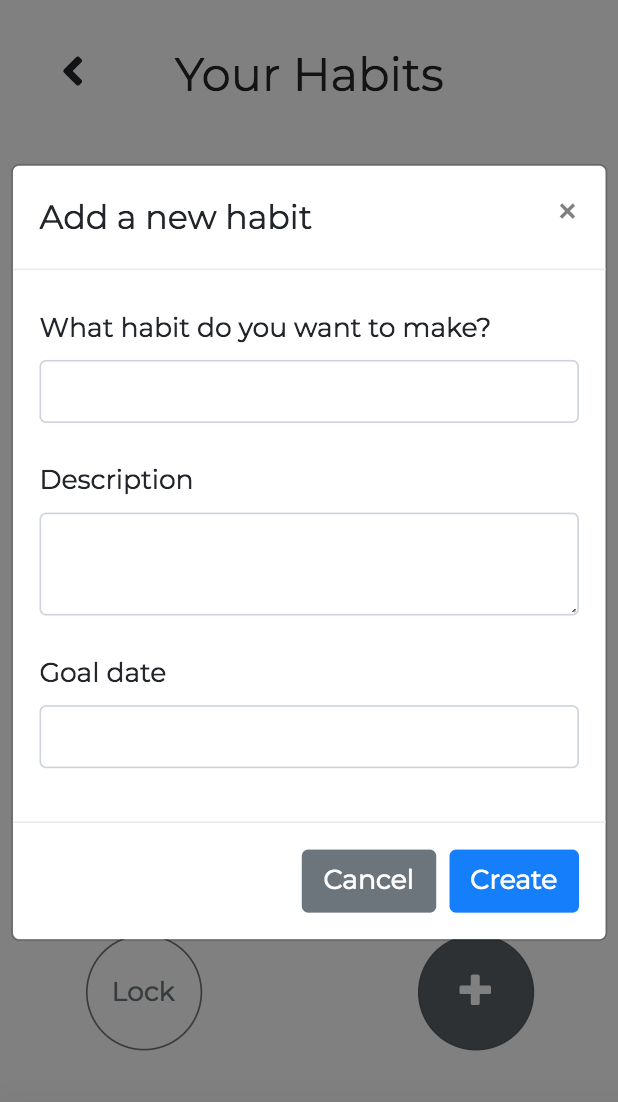 Your Habits
Add a new habit
×
What habit do you want to make?
Description
Goal date
Cancel Create
Lock